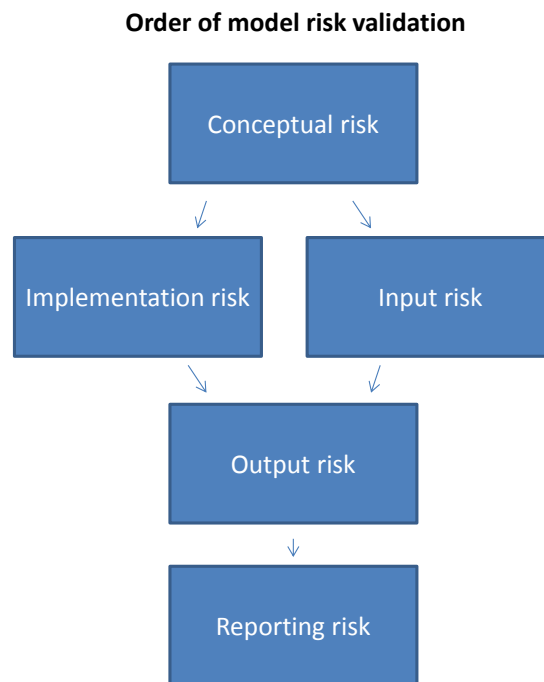 Order of model risk validation
Conceptual risk
Implementation risk
Input risk
Output risk
Reporting risk